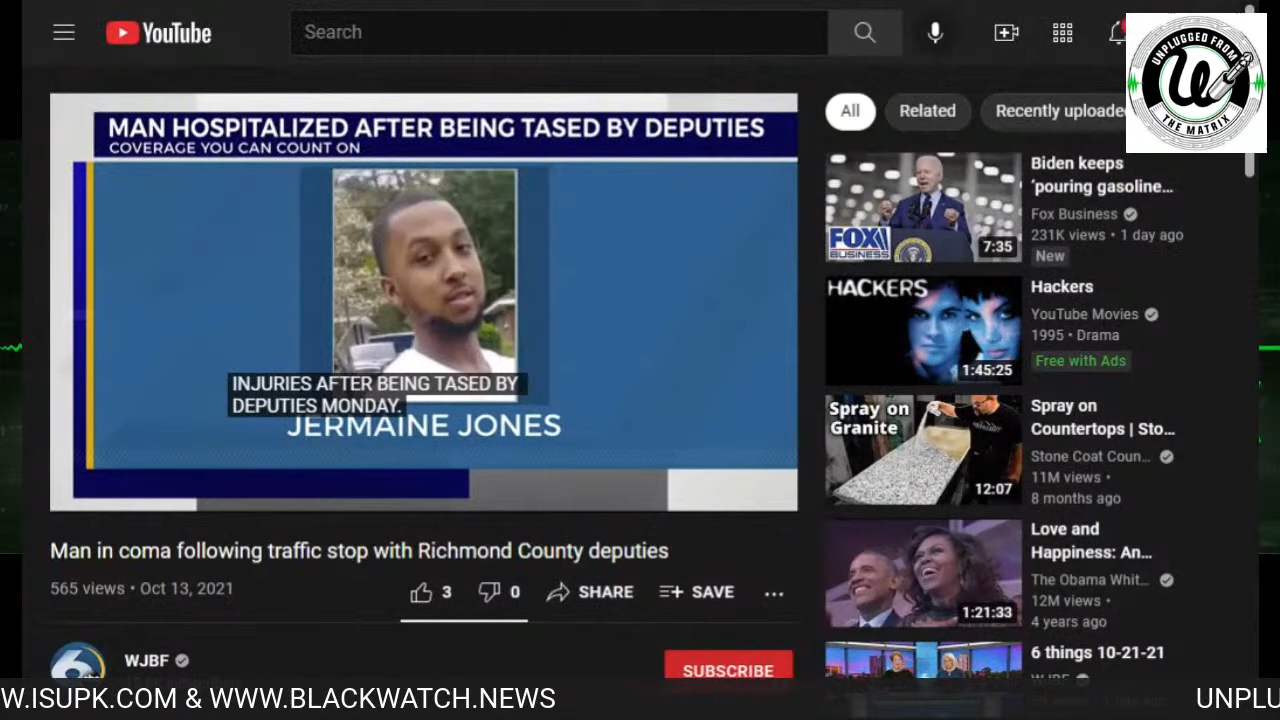 YouTube
Search
UNPLUGGED FROM
THE MATRIX
MAN HOSPITALIZED AFTER BEING TASED BY DEPUTIES
COVERAGE YOU CAN COUNT ON
INJURIES AFTER BEING TASED BY
DEPUTIES MONDAY.
JERMAINE JONES
Man in coma following traffic stop with Richmond County deputies
565 views • Oct 13, 2021
3
0
SHARE
SAVE
WJBF
SUBSCRIBE
All
Related
Recently uploade
Biden keeps
‘pouring gasoline...
Fox Business
231K views • 1 day ago
New
FOX
BUSINESS
7:35
Hackers
YouTube Movies
1995 • Drama
Free with Ads
HACKERS
1:45:25
Spray on
Countertops | Sto...
Stone Coat Coun...
11M views •
8 months ago
Spray on
Granite
12:07
Love and
Happiness: An...
The Obama Whit...
12M views •
4 years ago
1:21:33
6 things 10-21-21
WJBF
W.ISUPK.COM & WWW.BLACKWATCH.NEWS
UNPLU